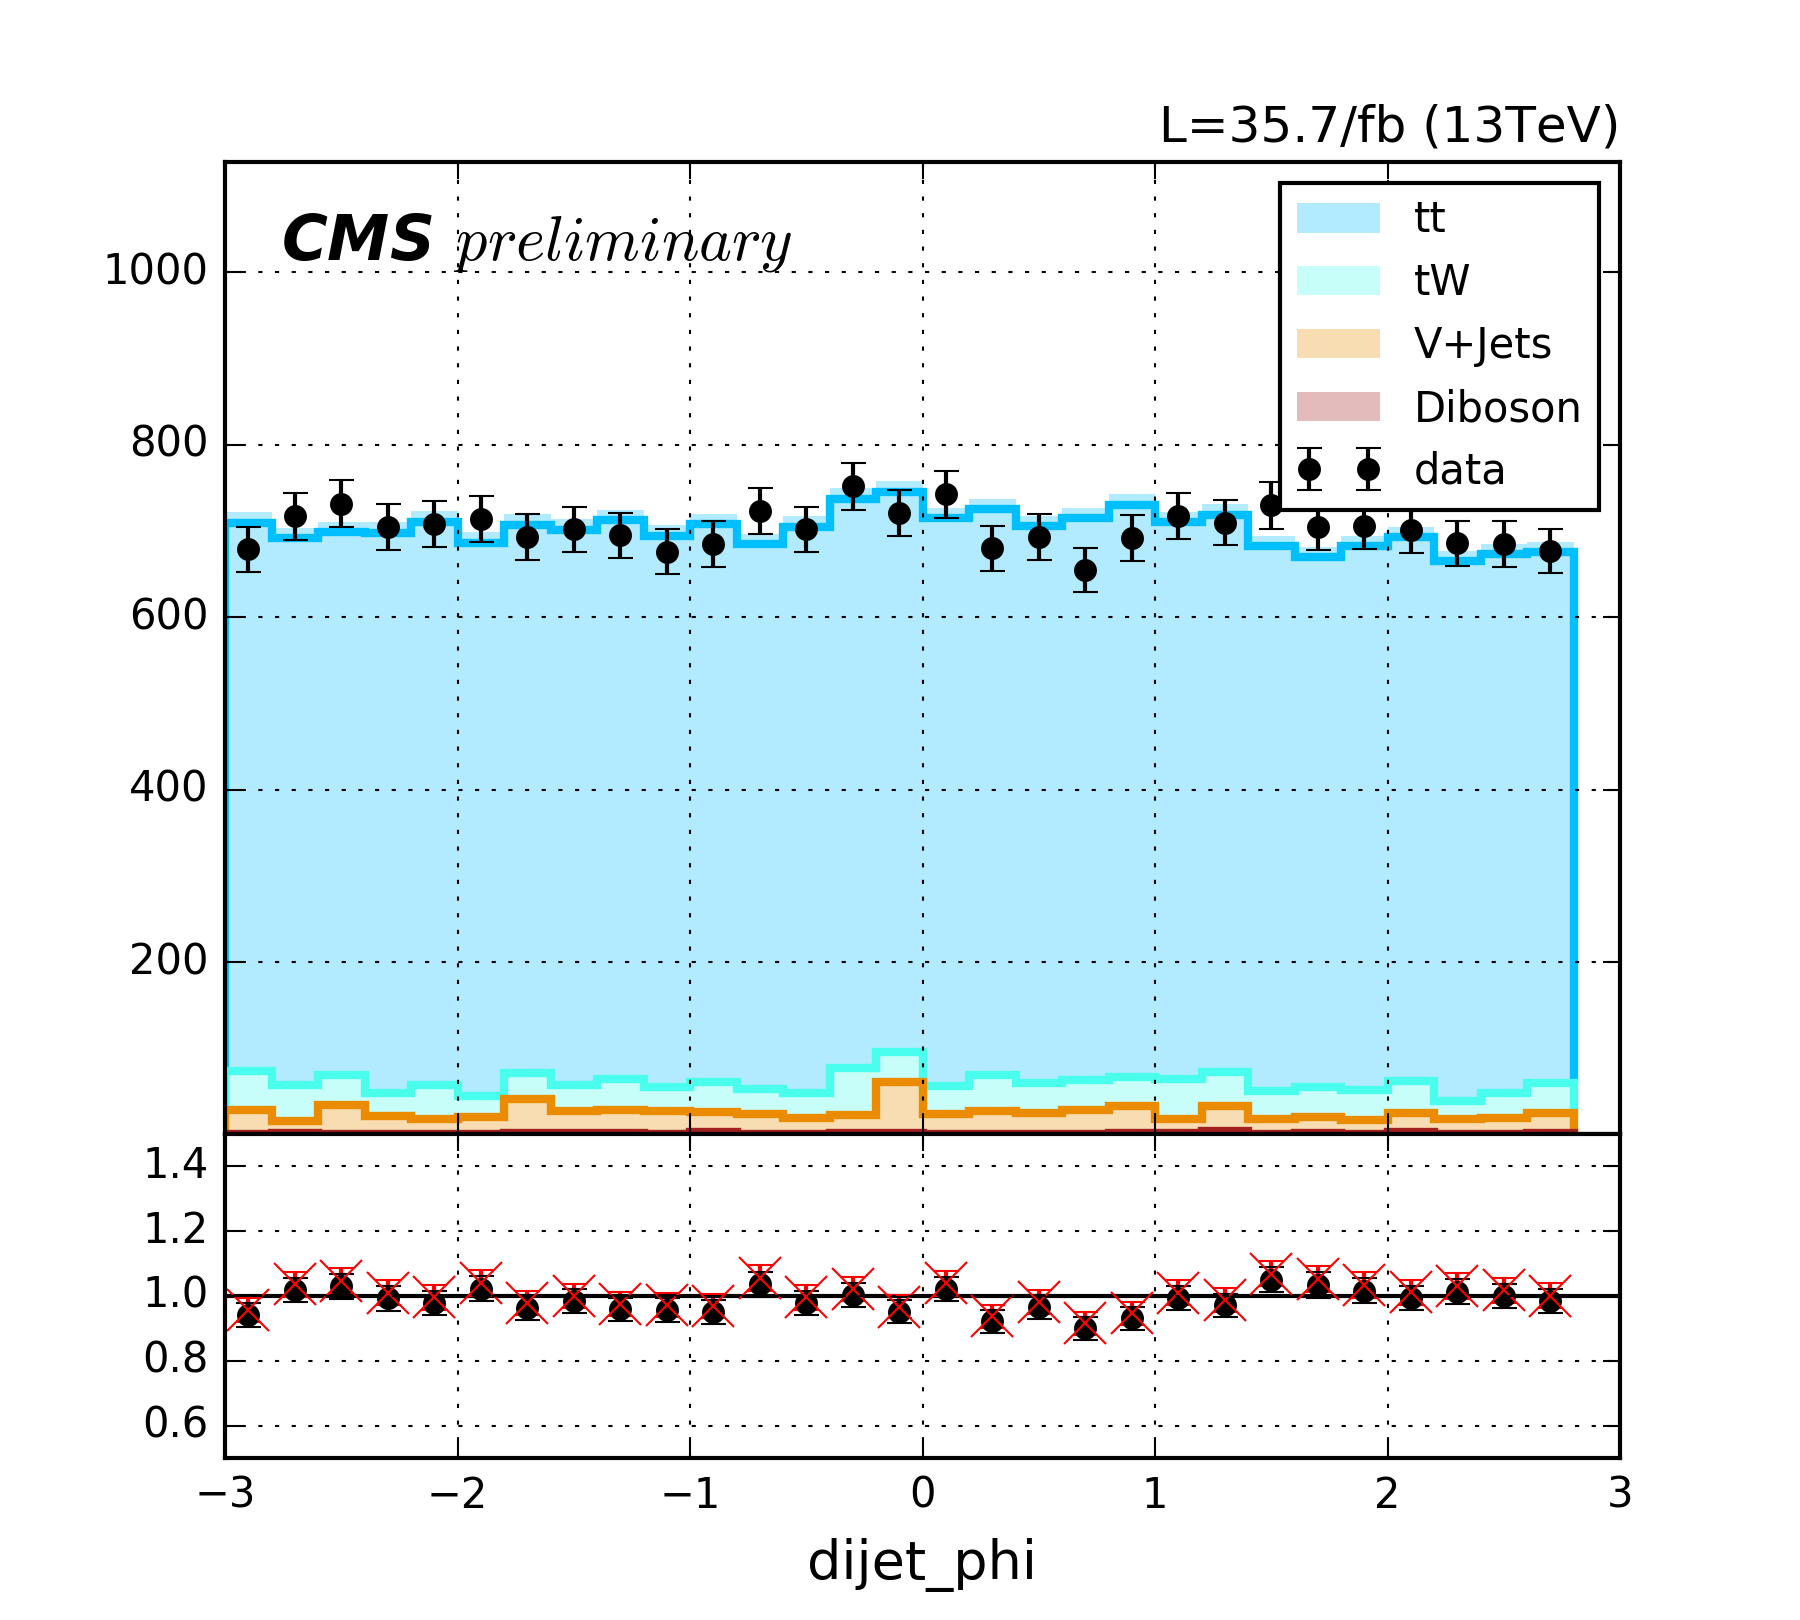 L=35.7/fb (13TeV)
CMS preliminary
tt
tW
V+Jets
Diboson
data
1000
800
600
400
200
1.4
1.2
1.0
0.8
0.6
−3 −2 −1 0 1 2 3
dijet_phi